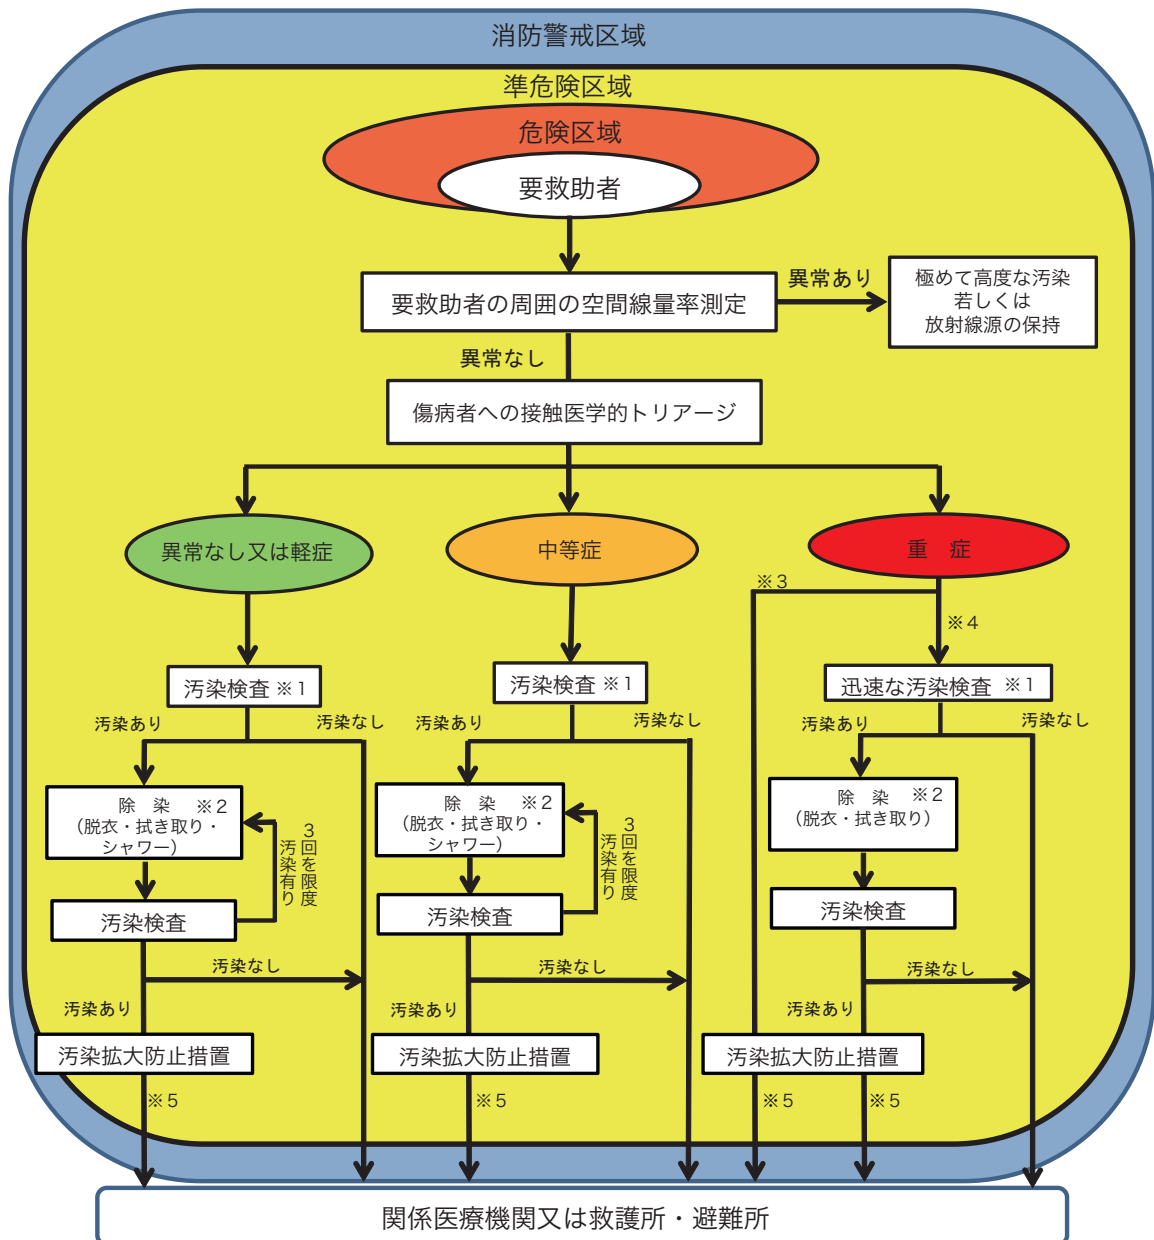 消防警戒区域
準危険区域
危険区域
要救助者
要救助者の周囲の空間線量率測定
異常あり
極めて高度な汚染
若しくは
放射線源の保持
異常なし
傷病者への接触医学的トリアージ
異常なし又は軽症
中等症
重　症
※３
※４
汚染検査 ※１
汚染検査 ※１
迅速な汚染検査 ※１
汚染あり
汚染なし
汚染あり
汚染なし
汚染あり
汚染なし
除　染　※２
（脱衣・拭き取り・
シャワー）
３回を限度
汚染有り
除　染　※２
（脱衣・拭き取り・
シャワー）
３回を限度
汚染有り
除　染　※２
（脱衣・拭き取り）
汚染検査
汚染検査
汚染検査
汚染なし
汚染なし
汚染なし
汚染あり
汚染あり
汚染あり
汚染拡大防止措置
汚染拡大防止措置
汚染拡大防止措置
※５
※５
※５
※５
関係医療機関又は救護所・避難所